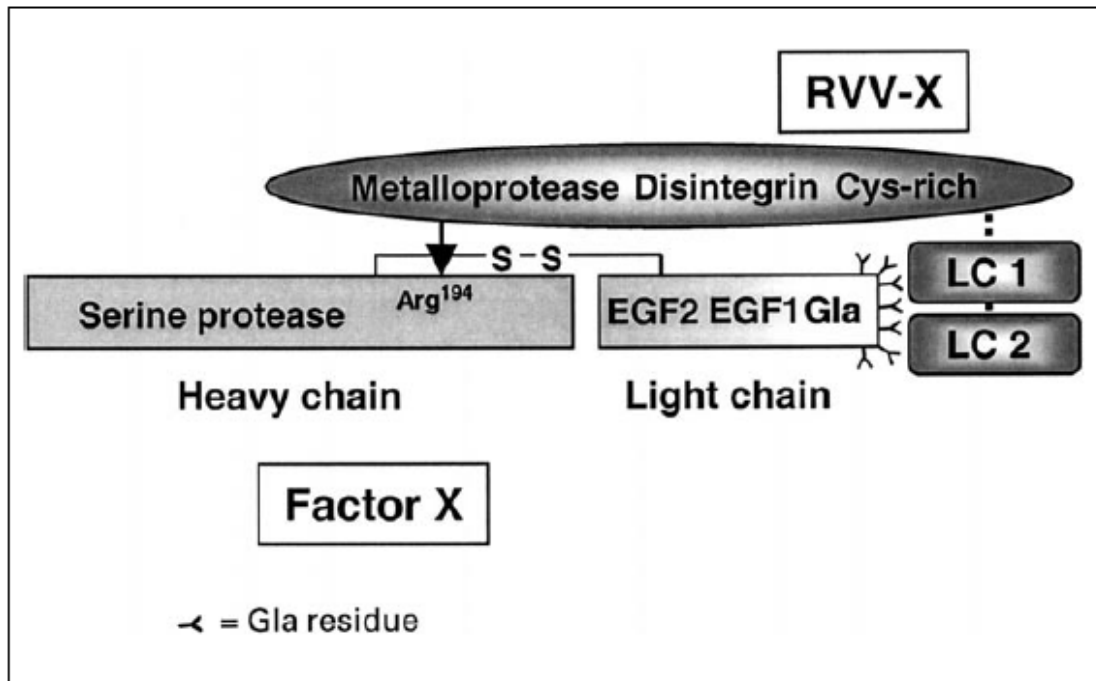 RVV-X
Metalloprotease Disintegrin Cys-rich
S S
Arg194
LC 1
Serine protease
EGF2 EGF1 Gla
LC 2
Heavy chain
Light chain
Factor X
= Gla residue